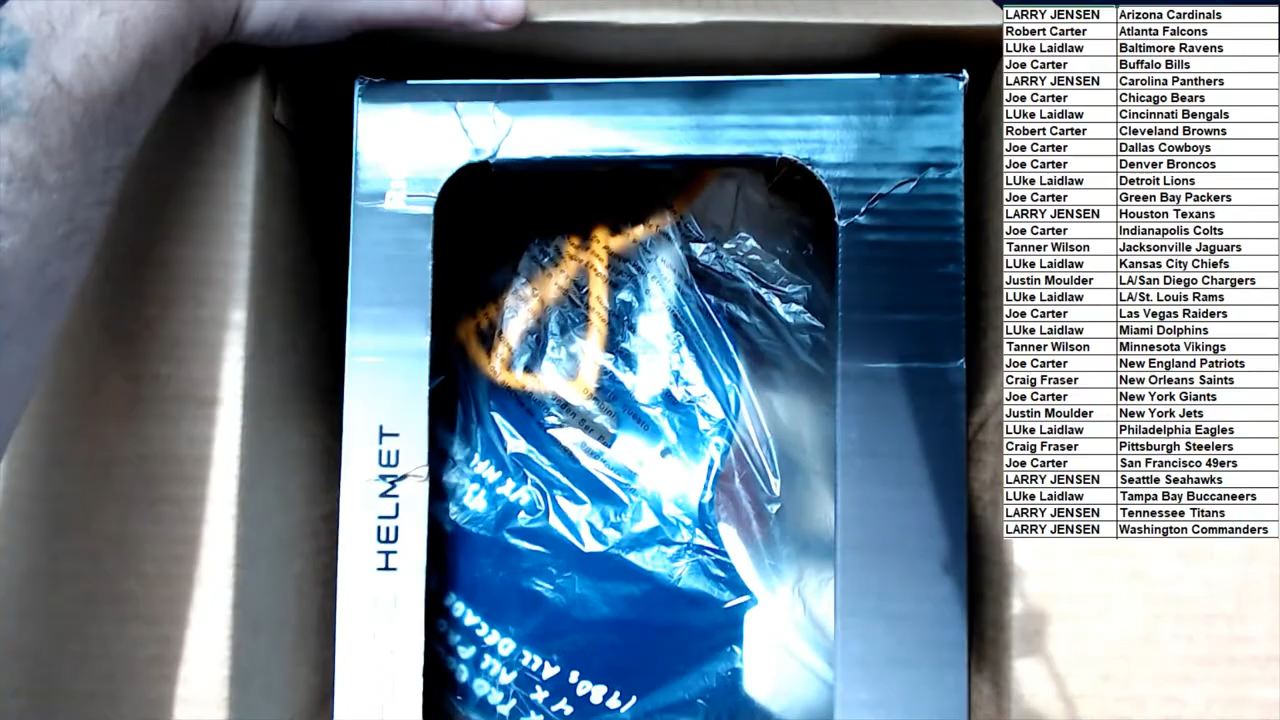 LARRY JENSEN Arizona Cardinals
Robert Carter Atlanta Falcons
LUke Laidlaw Baltimore Ravens
Joe Carter Buffalo Bills
LARRY JENSEN Carolina Panthers
Joe Carter Chicago Bears
LUke Laidlaw Cincinnati Bengals
Robert Carter Cleveland Browns
Joe Carter Dallas Cowboys
Joe Carter Denver Broncos
LUke Laidlaw Detroit Lions
Joe Carter Green Bay Packers
LARRY JENSEN Houston Texans
Joe Carter Indianapolis Colts
Tanner Wilson Jacksonville Jaguars
LUke Laidlaw Kansas City Chiefs
Justin Moulder LA/San Diego Chargers
LUke Laidlaw LA/St. Louis Rams
Joe Carter Las Vegas Raiders
LUke Laidlaw Miami Dolphins
Tanner Wilson Minnesota Vikings
Joe Carter New England Patriots
Craig Fraser New Orleans Saints
Joe Carter New York Giants
Justin Moulder New York Jets
LUke Laidlaw Philadelphia Eagles
Craig Fraser Pittsburgh Steelers
Joe Carter San Francisco 49ers
LARRY JENSEN Seattle Seahawks
LUke Laidlaw Tampa Bay Buccaneers
LARRY JENSEN Tennessee Titans
LARRY JENSEN Washington Commanders
HELMET
1980s ALL DECADE
4X ALL